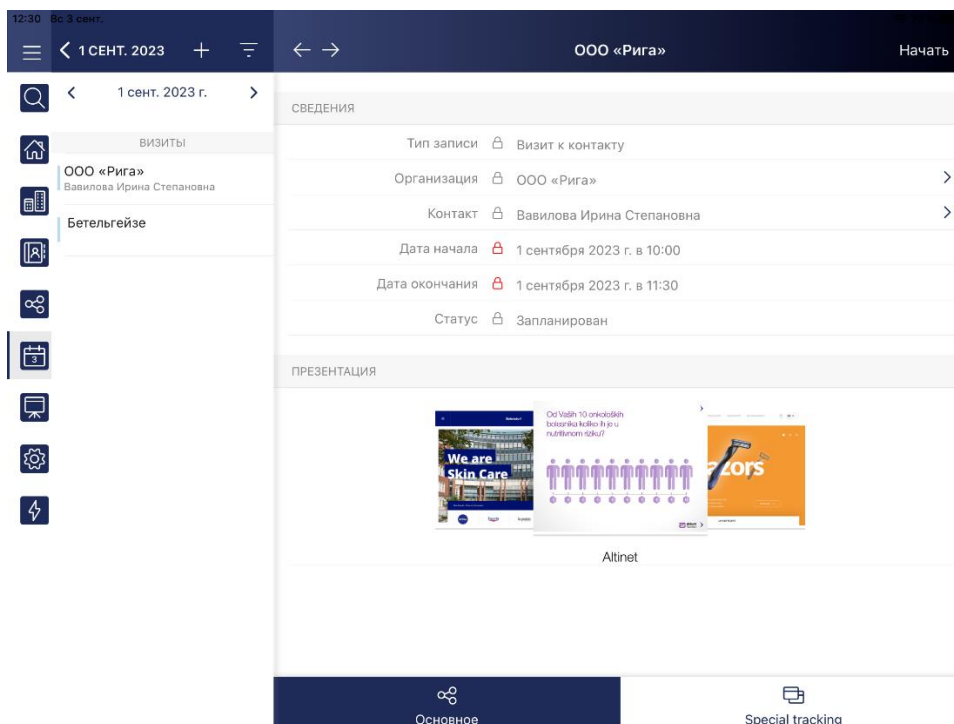 12:30 Вс 3 сент.
1 СЕНТ. 2023
ООО «Рига»
Начать
1 сент. 2023 г.
ВИЗИТЫ
ООО «Рига»
Вавилова Ирина Степановна
Бетельгейзе
3
СВЕДЕНИЯ
Тип записи Визит к контакту
Организация ООО «Рига»
Контакт Вавилова Ирина Степановна
Дата начала 1 сентября 2023 г. в 10:00
Дата окончания 1 сентября 2023 г. в 11:30
Статус Запланирован
ПРЕЗЕНТАЦИЯ
We are
Skin Care
Od Vaših 10 onkoloških
bolesnika koliko ih je u
nutritivnom riziku?
azors
Altinet
Основное
Special tracking